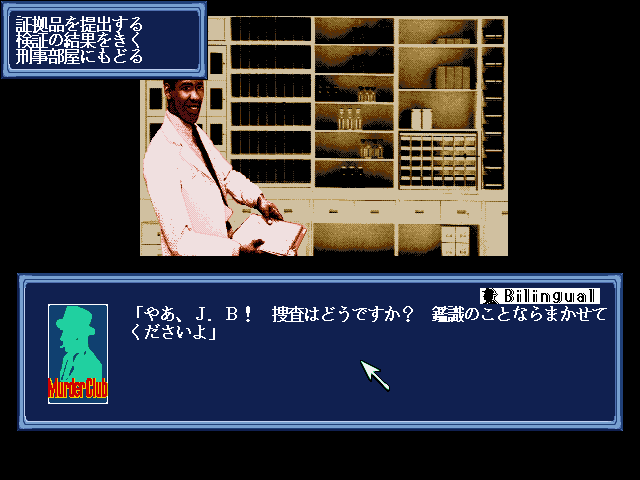 証拠品を提出する
検証の結果をきく
刑事部屋にもどる
Bilingual
「やあ、J．B！　捜査はどうですか？　鑑識のことならまかせて
くださいよ」
MurderClub